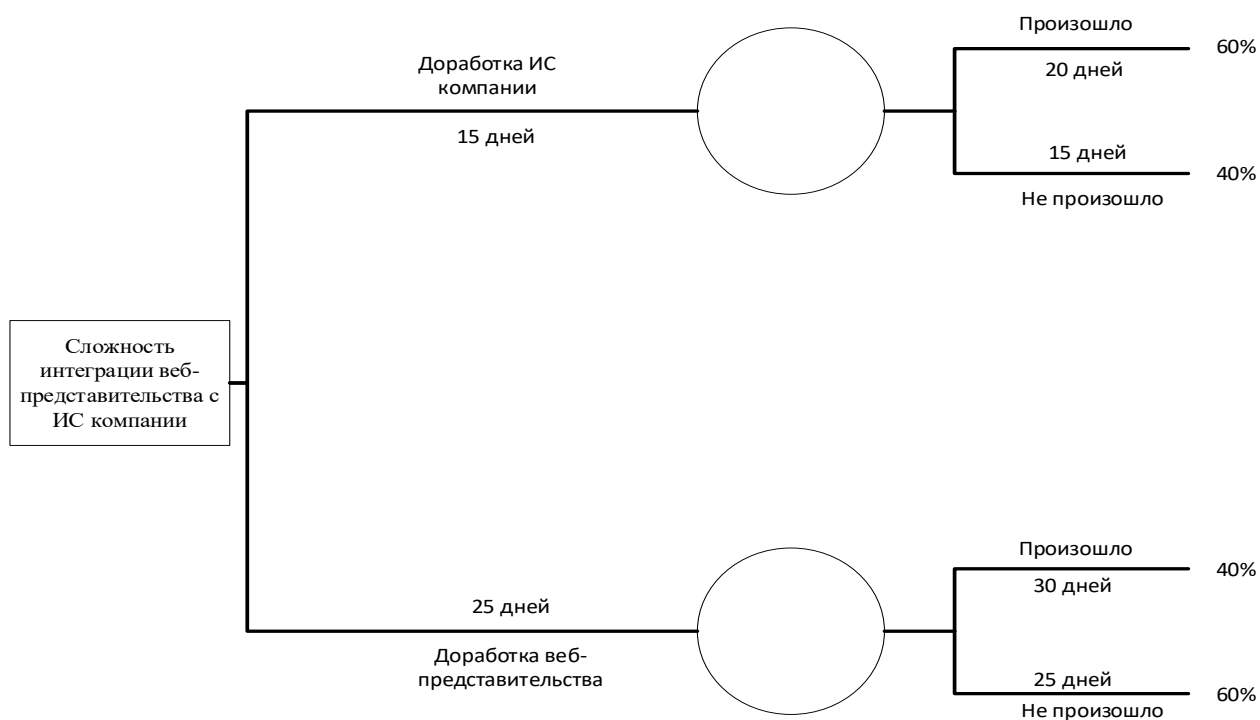 Сложность
интеграции веб-
представительства с
ИС компании
Доработка ИС
компании
15 дней
Произошло
20 дней
60%
15 дней
Не произошло
40%
25 дней
Доработка веб-
представительства
Произошло
30 дней
40%
25 дней
Не произошло
60%